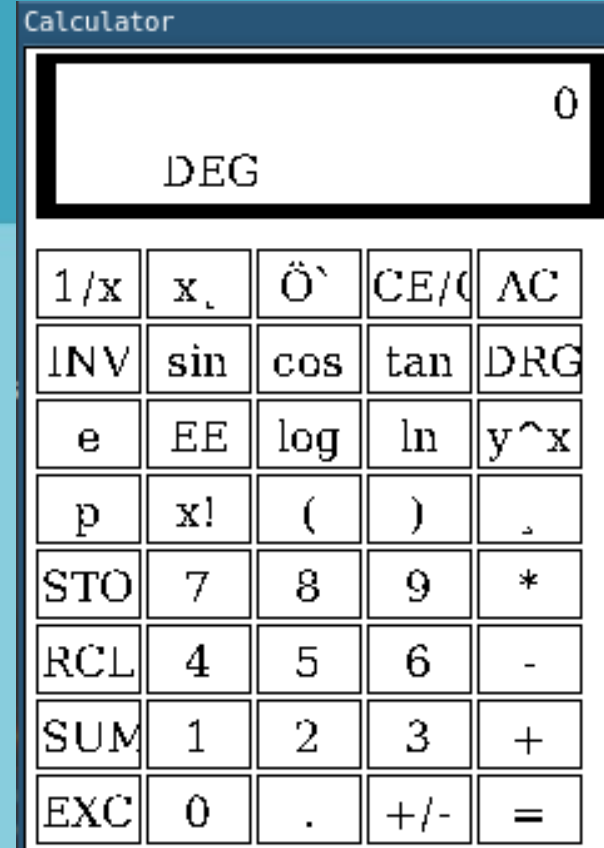 Calculator
0
DEG
1/x x˛ Ö` CE/C AC
INV sin cos tan DRG
e EE log ln y^x
p x! ( ) ¸
STO 7 8 9 *
RCL 4 5 6 -
SUM 1 2 3 +
EXC 0 . +/- =